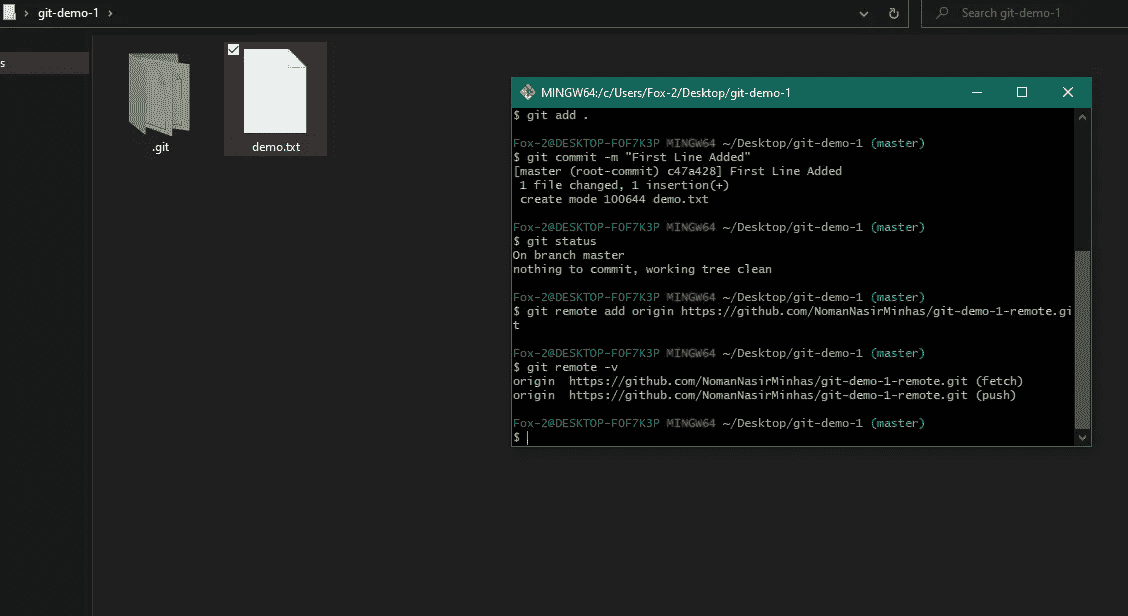 git-demo-1
Search git-demo-1
s
.git
demo.txt
MINGW64:/c/Users/Fox-2/Desktop/git-demo-1
$ git add .
Fox-2@DESKTOP-FOF7K3P MINGW64 ~/Desktop/git-demo-1 (master)
$ git commit -m "First Line Added"
[master (root-commit) c47a428] First Line Added
 1 file changed, 1 insertion(+)
 create mode 100644 demo.txt
Fox-2@DESKTOP-FOF7K3P MINGW64 ~/Desktop/git-demo-1 (master)
$ git status
On branch master
nothing to commit, working tree clean
Fox-2@DESKTOP-FOF7K3P MINGW64 ~/Desktop/git-demo-1 (master)
$ git remote add origin https://github.com/NomanNasirMinhas/git-demo-1-remote.gi
t
Fox-2@DESKTOP-FOF7K3P MINGW64 ~/Desktop/git-demo-1 (master)
$ git remote -v
origin  https://github.com/NomanNasirMinhas/git-demo-1-remote.git (fetch)
origin  https://github.com/NomanNasirMinhas/git-demo-1-remote.git (push)
Fox-2@DESKTOP-FOF7K3P MINGW64 ~/Desktop/git-demo-1 (master)
$